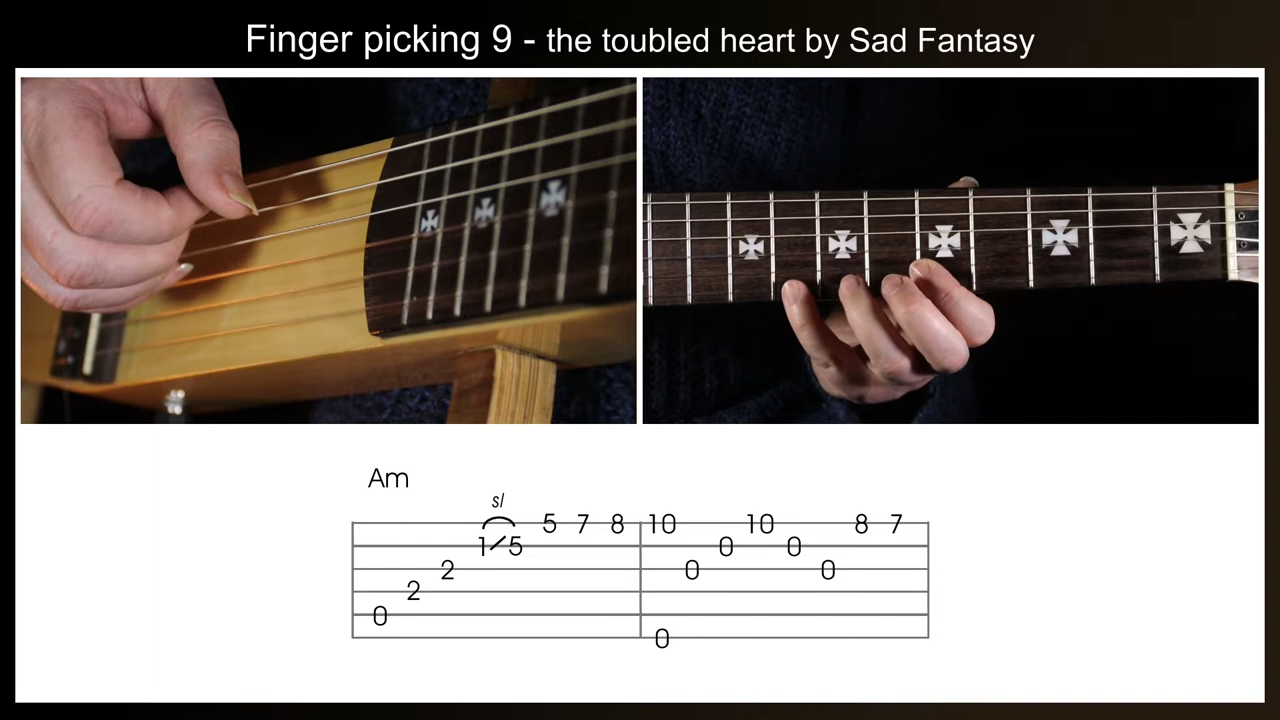 Finger picking 9 - the toubled heart by Sad Fantasy
Am
sl
5 7 8 10 10 8 7
1 5 0 0
2 0 0
2
0
0